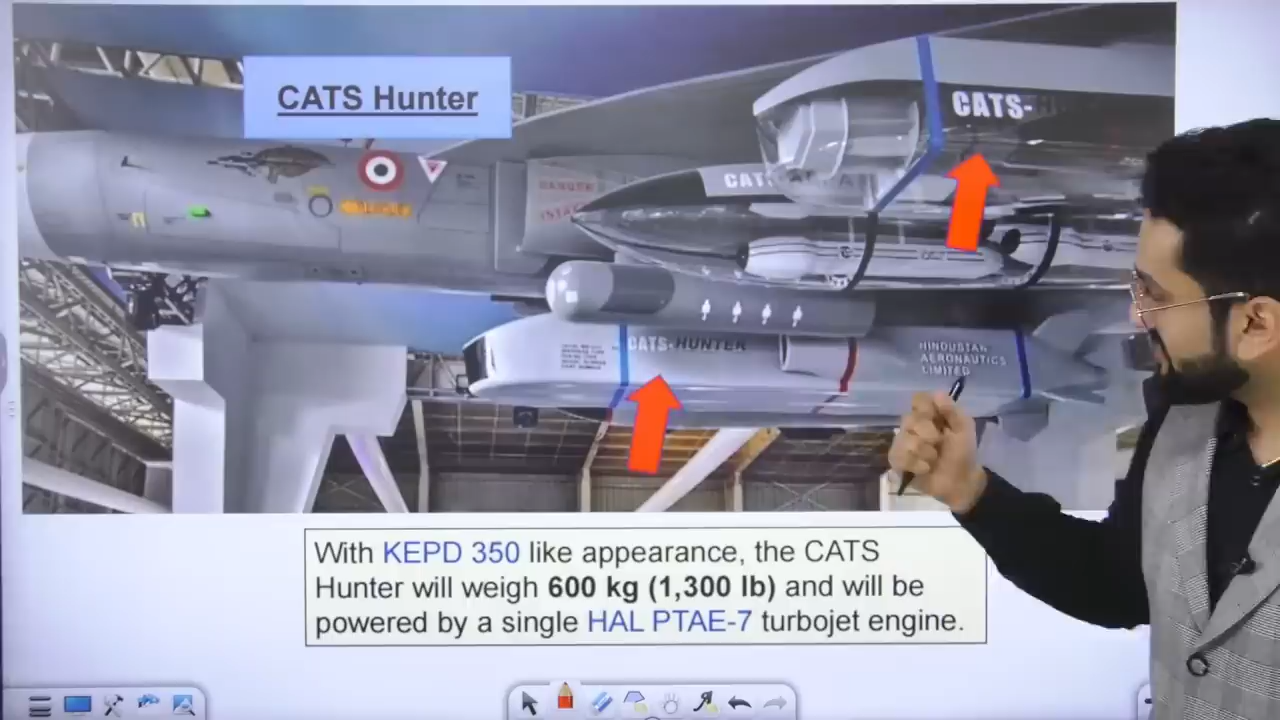 CATS Hunter
CATS-
DANGER
CATS-HUNTER
HINDUSTAN
AERONAUTICS
LIMITED
With KEPD 350 like appearance, the CATS
Hunter will weigh 600 kg (1,300 lb) and will be
powered by a single HAL PTAE-7 turbojet engine.